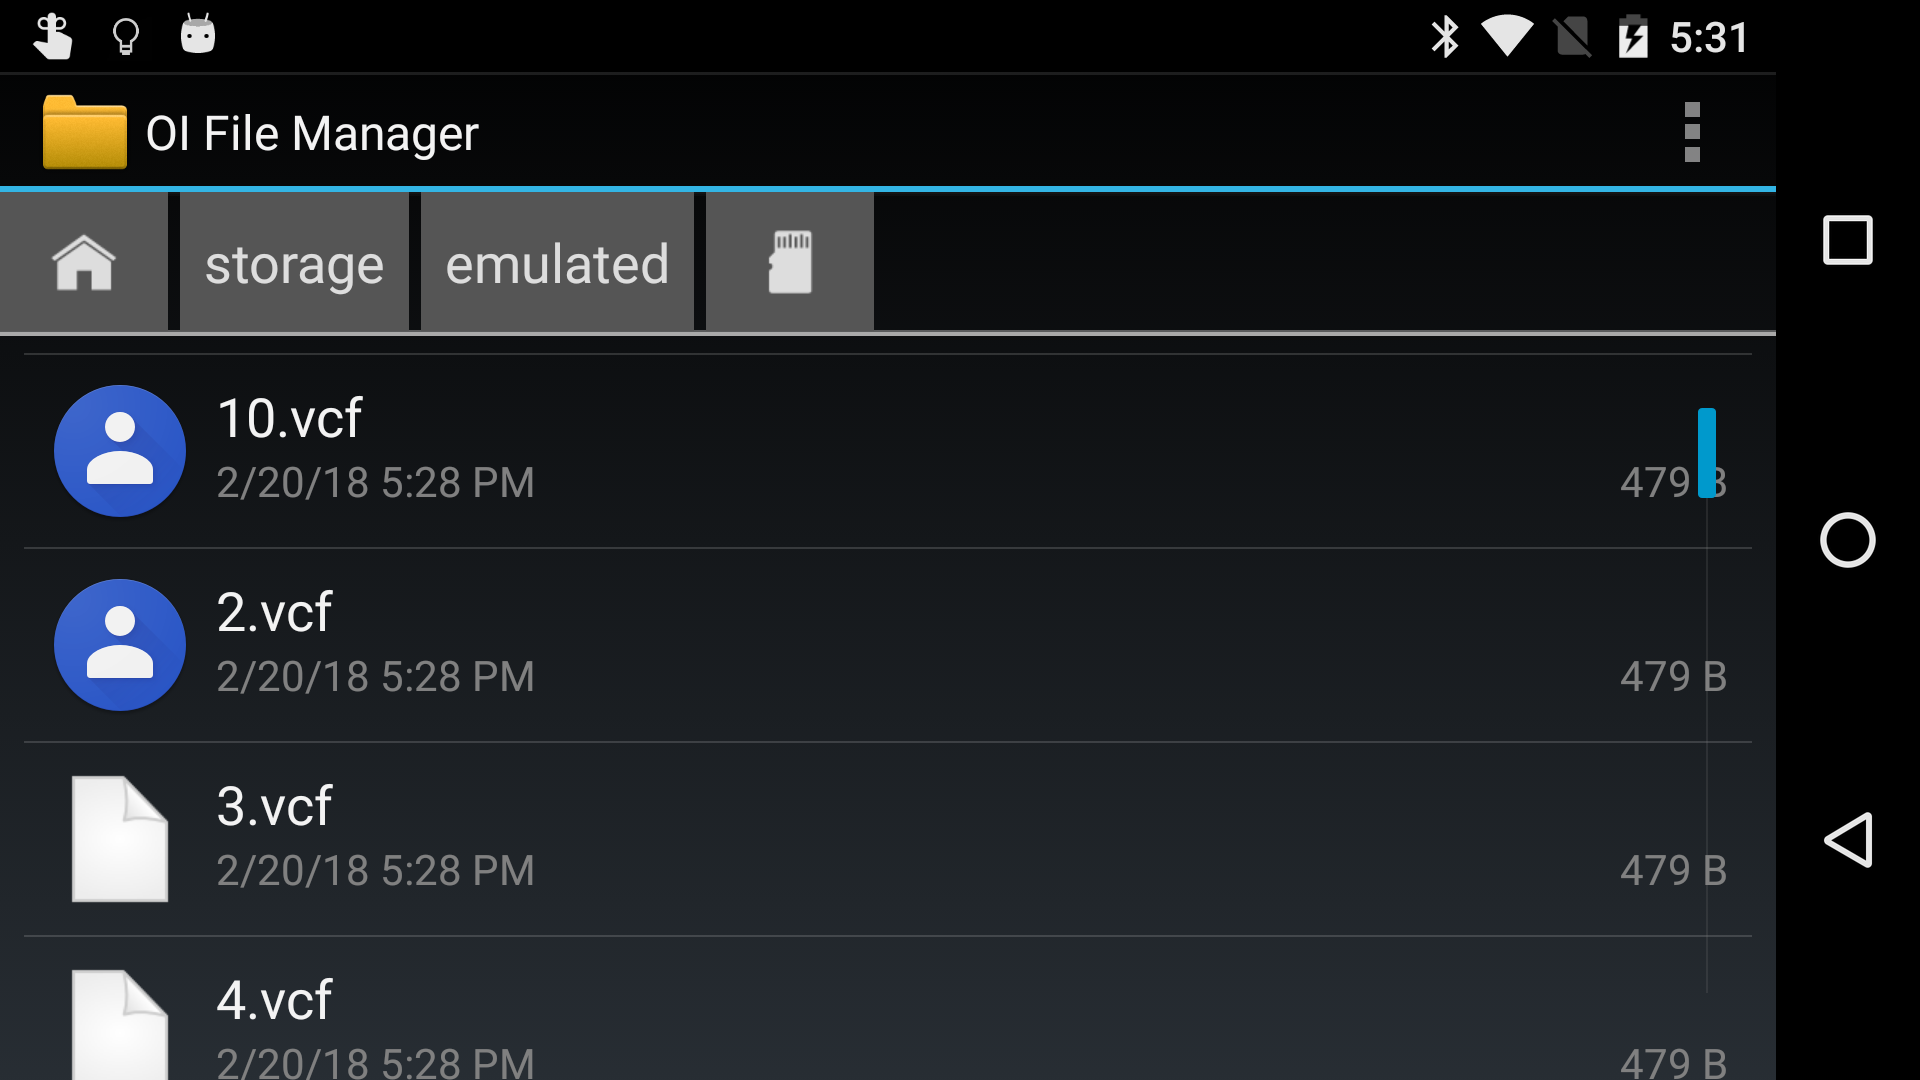 5:31
OI File Manager
storage emulated
10.vcf
2/20/18 5:28 PM 479 B
2.vcf
2/20/18 5:28 PM 479 B
3.vcf
2/20/18 5:28 PM 479 B
4.vcf
2/20/18 5:28 PM 479 B